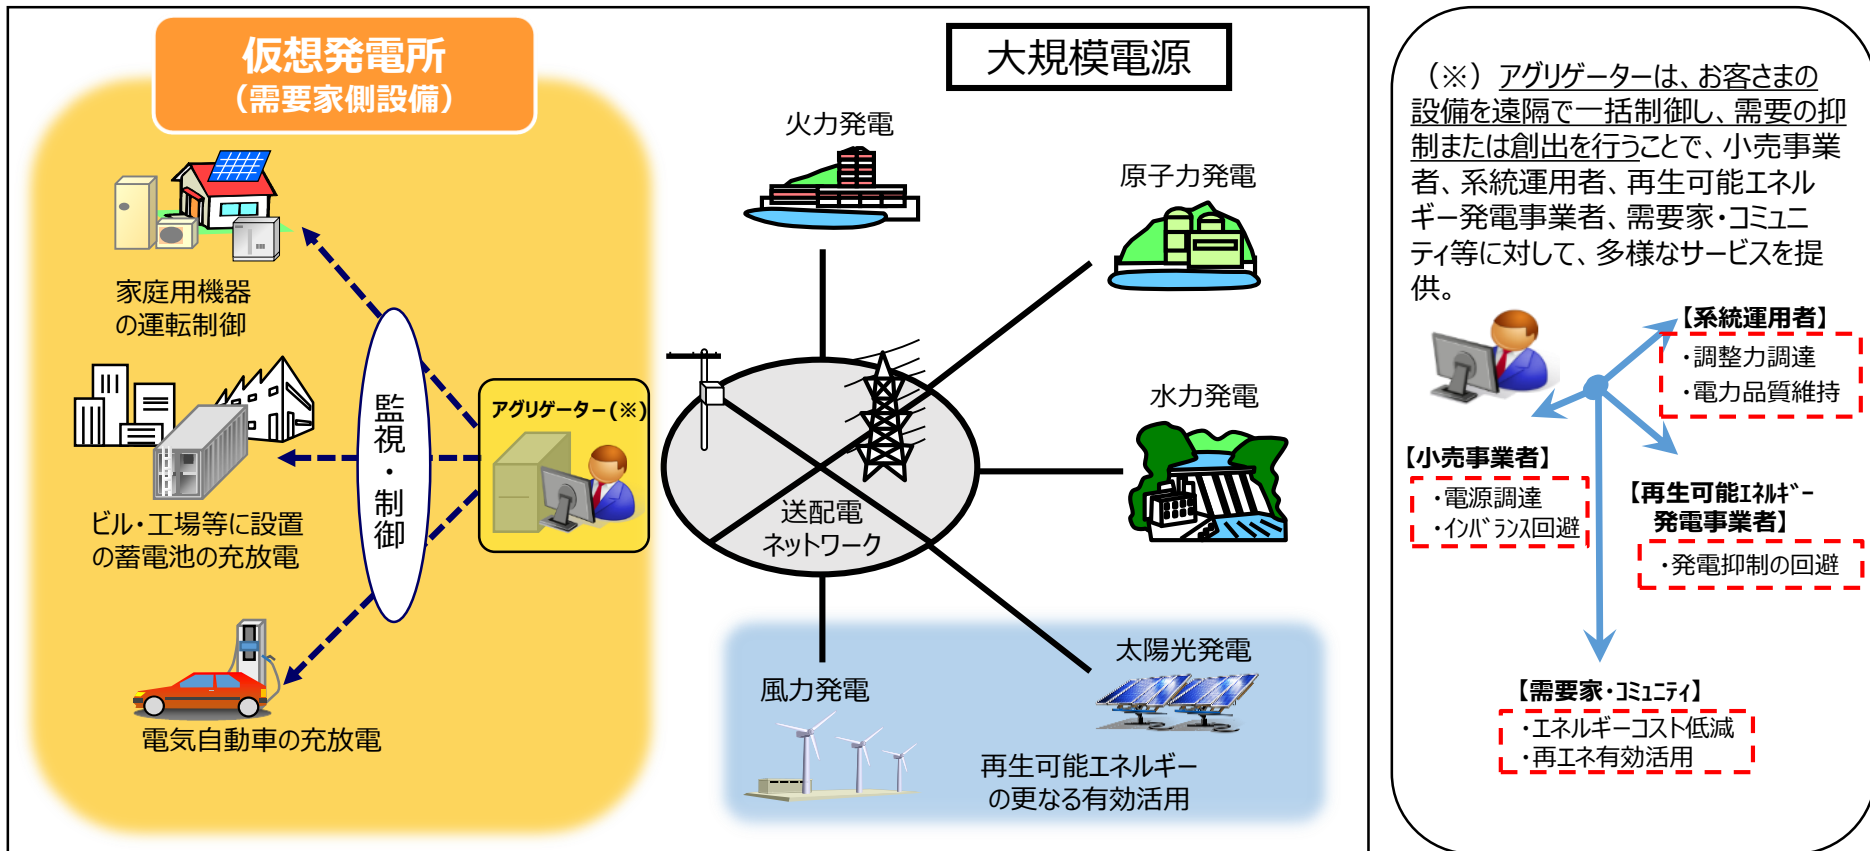 仮想発電所
（需要家側設備）
大規模電源
火力発電
原子力発電
水力発電
家庭用機器
の運転制御
ビル・工場等に設置
の蓄電池の充放電
電気自動車の充放電
監視・制御
アグリゲーター(※)
送配電
ネットワーク
風力発電
太陽光発電
再生可能エネルギー
の更なる有効活用
（※）アグリゲーターは、お客さまの
設備を遠隔で一括制御し、需要の抑
制または創出を行うことで、小売事業
者、系統運用者、再生可能エネル
ギー発電事業者、需要家・コミュニ
ティ等に対して、多様なサービスを提
供。
【系統運用者】
・調整力調達
・電力品質維持
【小売事業者】
・電源調達
・ｲﾝﾊﾞﾗﾝｽ回避
【再生可能ｴﾈﾙｷﾞｰ
発電事業者】
・発電抑制の回避
【需要家・ｺﾐｭﾆﾃｨ】
・エネルギーコスト低減
・再エネ有効活用